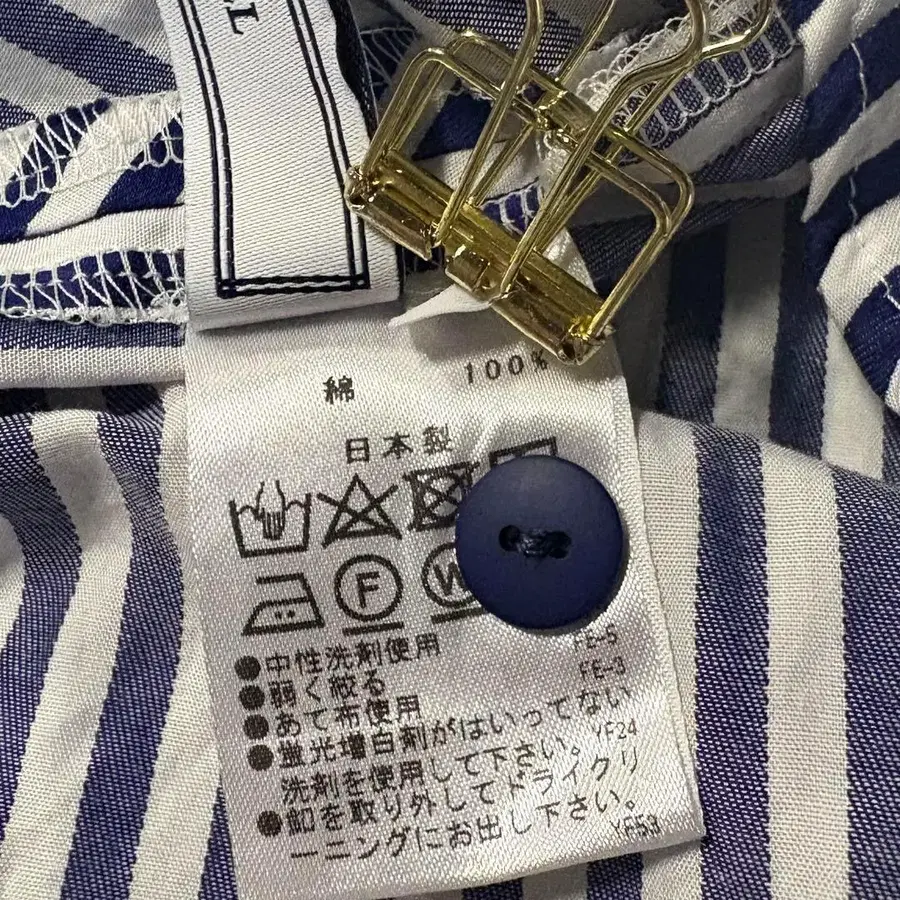 EL
綿 100%
日本製
F W
●中性洗剤使用 FE-5
●弱く絞る FE-3
●あて布使用
●蛍光増白剤がはいってない
洗剤を使用して下さい。 YF24
●釦を取り外してドライクリ
ーニングにお出し下さい。
YF53